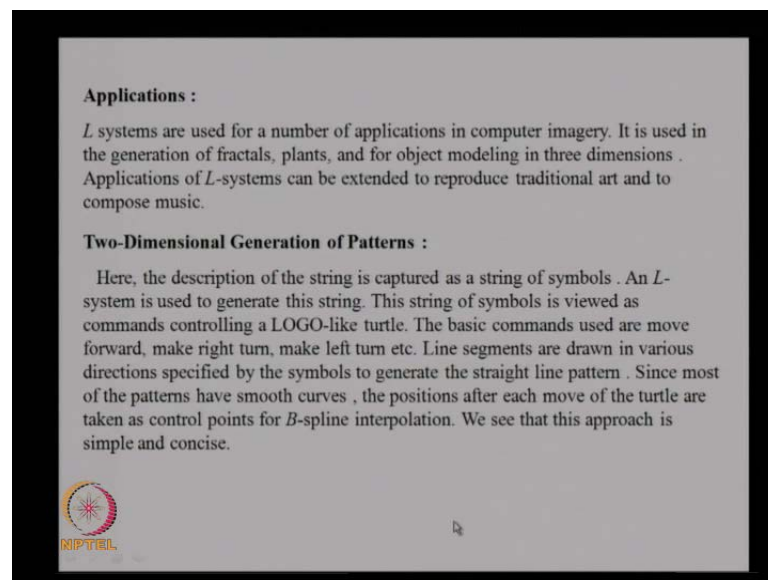 Applications :
L systems are used for a number of applications in computer imagery. It is used in
the generation of fractals, plants, and for object modeling in three dimensions .
Applications of L-systems can be extended to reproduce traditional art and to
compose music.
Two-Dimensional Generation of Patterns :
Here, the description of the string is captured as a string of symbols . An L-
system is used to generate this string. This string of symbols is viewed as
commands controlling a LOGO-like turtle. The basic commands used are move
forward, make right turn, make left turn etc. Line segments are drawn in various
directions specified by the symbols to generate the straight line pattern . Since most
of the patterns have smooth curves , the positions after each move of the turtle are
taken as control points for B-spline interpolation. We see that this approach is
simple and concise.
NPTEL